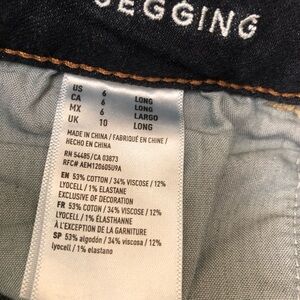 JEGGING
US 6 LONG
CA 6 LONG
MX 6 LARGO
UK 10 LONG
MADE IN CHINA / FABRIQUÉ EN CHINE /
HECHO EN CHINA
RN 54485/CA 03873
RFC# AEM120605U9A
EN 53% COTTON / 34% VISCOSE / 12%
LYOCELL / 1% ELASTANE
EXCLUSIVE OF DECORATION
FR 53% COTON / 34% VISCOSE / 12%
LYOCELL / 1% ÉLASTHANNE
À L'EXCEPTION DE LA GARNITURE
SP 53% algodón / 34% viscosa / 12%
lyocell / 1% elastano